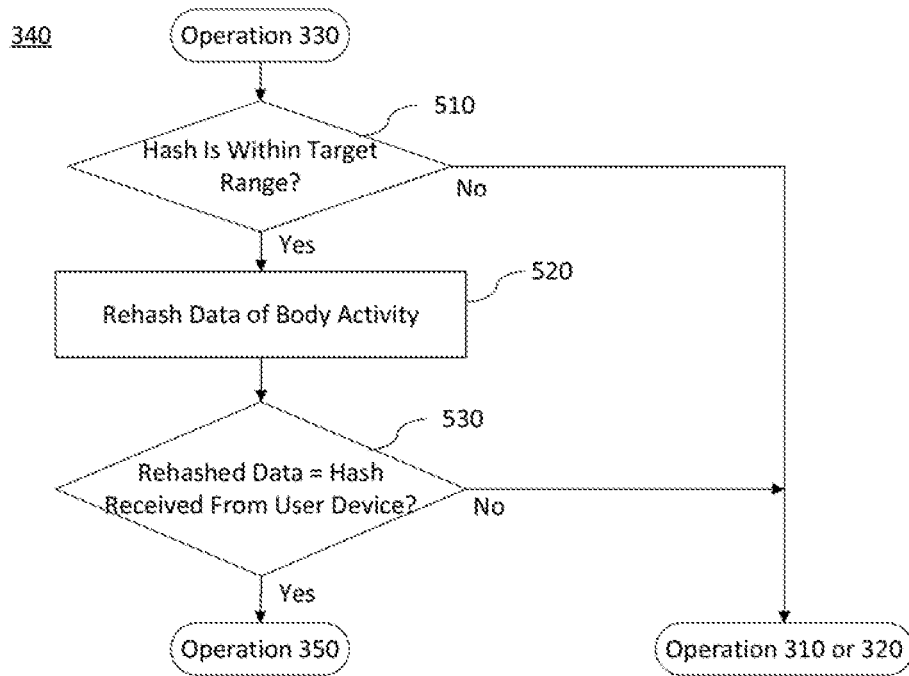 340
Operation 330
510
Hash Is Within Target
Range?
No
Yes
520
Rehash Data of Body Activity
530
Rehashed Data = Hash
Received From User Device?
No
Yes
Operation 350
Operation 310 or 320